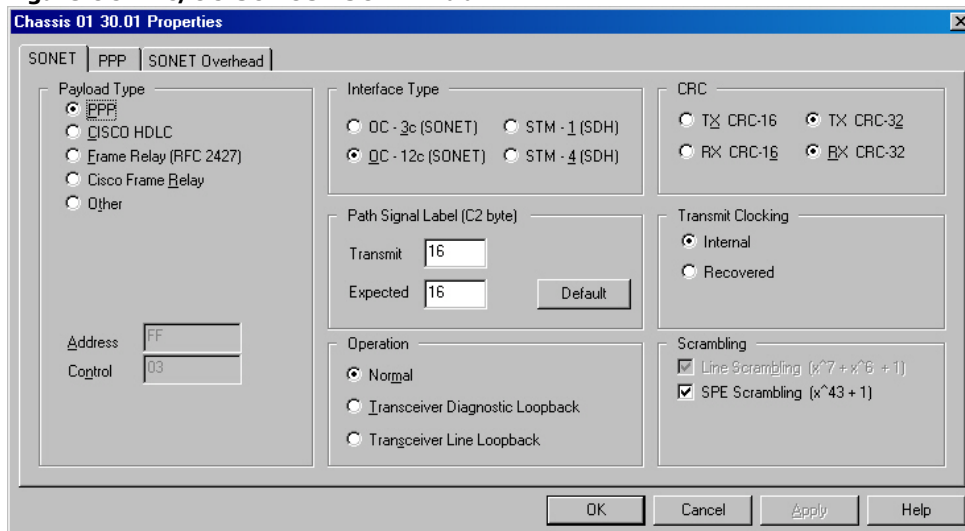 Chassis 01 30.01 Properties
SONET
PPP
SONET Overhead
Payload Type
PPP
CISCO HDLC
Frame Relay (RFC 2427)
Cisco Frame Relay
Other
Address FF
Control 03
Interface Type
OC - 3c (SONET) STM - 1 (SDH)
OC - 12c (SONET) STM - 4 (SDH)
Path Signal Label (C2 byte)
Transmit 16
Expected 16 Default
Operation
Normal
Transceiver Diagnostic Loopback
Transceiver Line Loopback
CRC
TX CRC-16 TX CRC-32
RX CRC-16 RX CRC-32
Transmit Clocking
Internal
Recovered
Scrambling
Line Scrambling (x^7 + x^6 + 1)
SPE Scrambling (x^43 + 1)
OK Cancel Apply Help